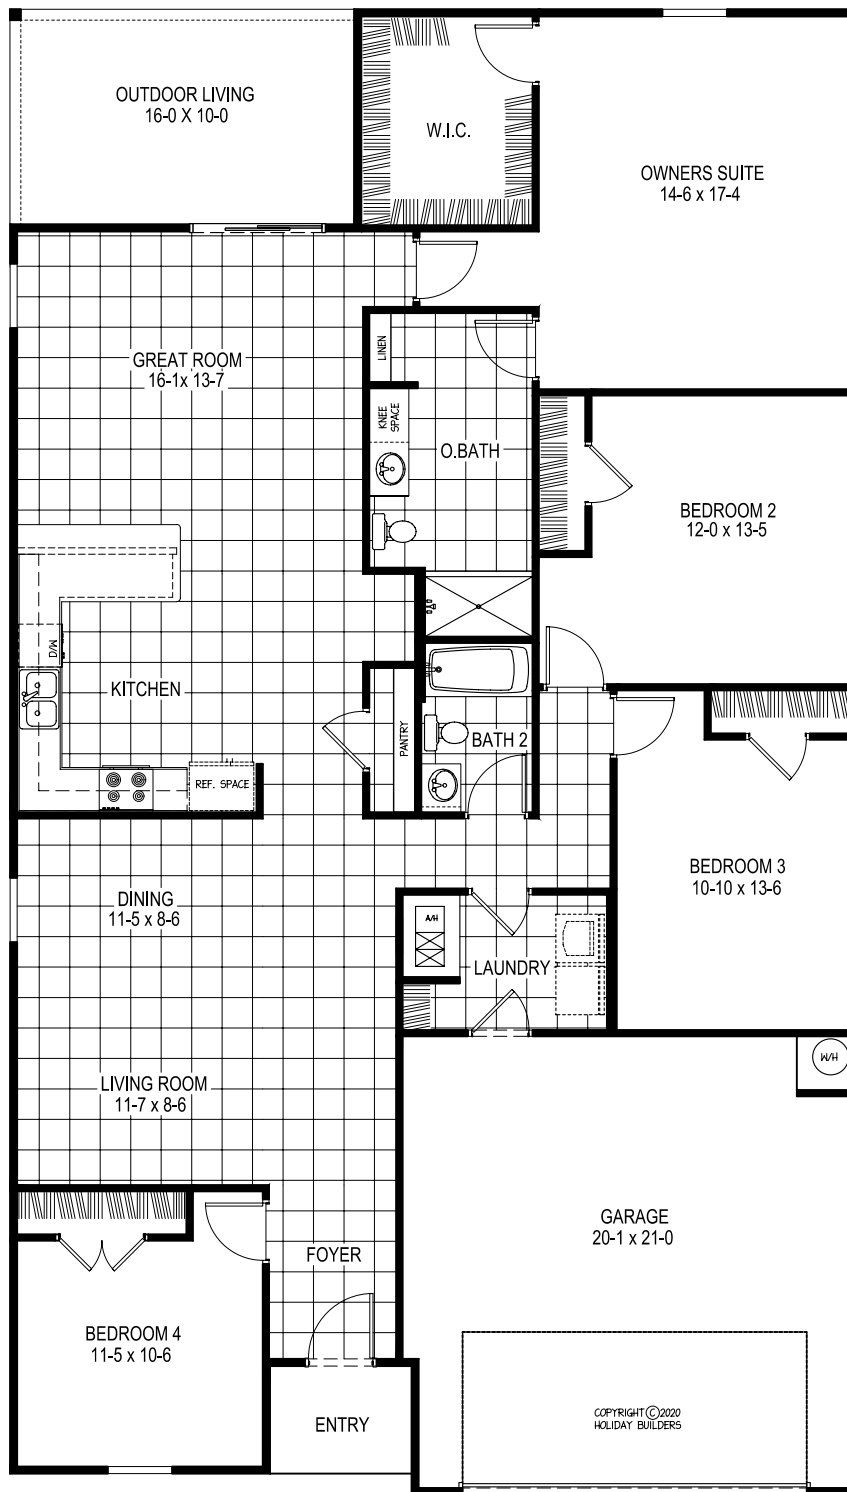 OUTDOOR LIVING
16-0 X 10-0
W.I.C.
OWNERS SUITE
14-6 x 17-4
GREAT ROOM
16-1x 13-7
LINEN
KNEE
SPACE
O.BATH
BEDROOM 2
12-0 x 13-5
D/W
KITCHEN
PANTRY
BATH 2
REF. SPACE
BEDROOM 3
10-10 x 13-6
DINING
11-5 x 8-6
A/H
LAUNDRY
W/H
LIVING ROOM
11-7 x 8-6
GARAGE
20-1 x 21-0
FOYER
BEDROOM 4
11-5 x 10-6
ENTRY
COPYRIGHT ©2020
HOLIDAY BUILDERS